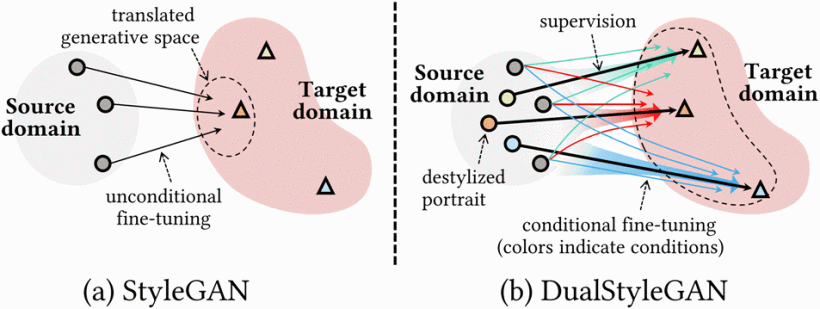 translated
generative space
Source
domain
Target
domain
unconditional
fine-tuning
(a) StyleGAN
supervision
Source
domain
Target
domain
destylized
portrait
conditional fine-tuning
(colors indicate conditions)
(b) DualStyleGAN